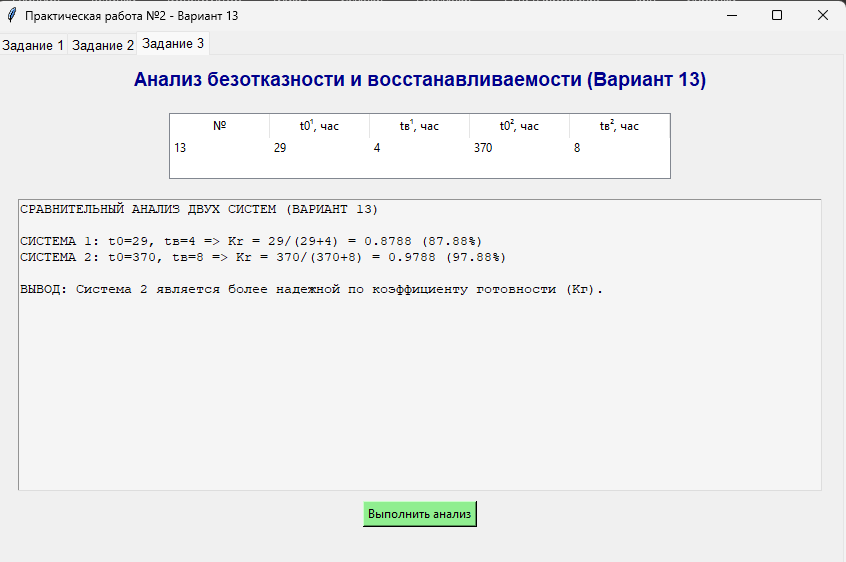 Практическая работа №2 - Вариант 13
Задание 1 Задание 2 Задание 3
Анализ безотказности и восстанавливаемости (Вариант 13)
№ t0¹, час tв¹, час t0², час tв², час
13 29 4 370 8
СРАВНИТЕЛЬНЫЙ АНАЛИЗ ДВУХ СИСТЕМ (ВАРИАНТ 13)
СИСТЕМА 1: t0=29, tв=4 => Kг = 29/(29+4) = 0.8788 (87.88%)
СИСТЕМА 2: t0=370, tв=8 => Kг = 370/(370+8) = 0.9788 (97.88%)
ВЫВОД: Система 2 является более надежной по коэффициенту готовности (Кг).
Выполнить анализ